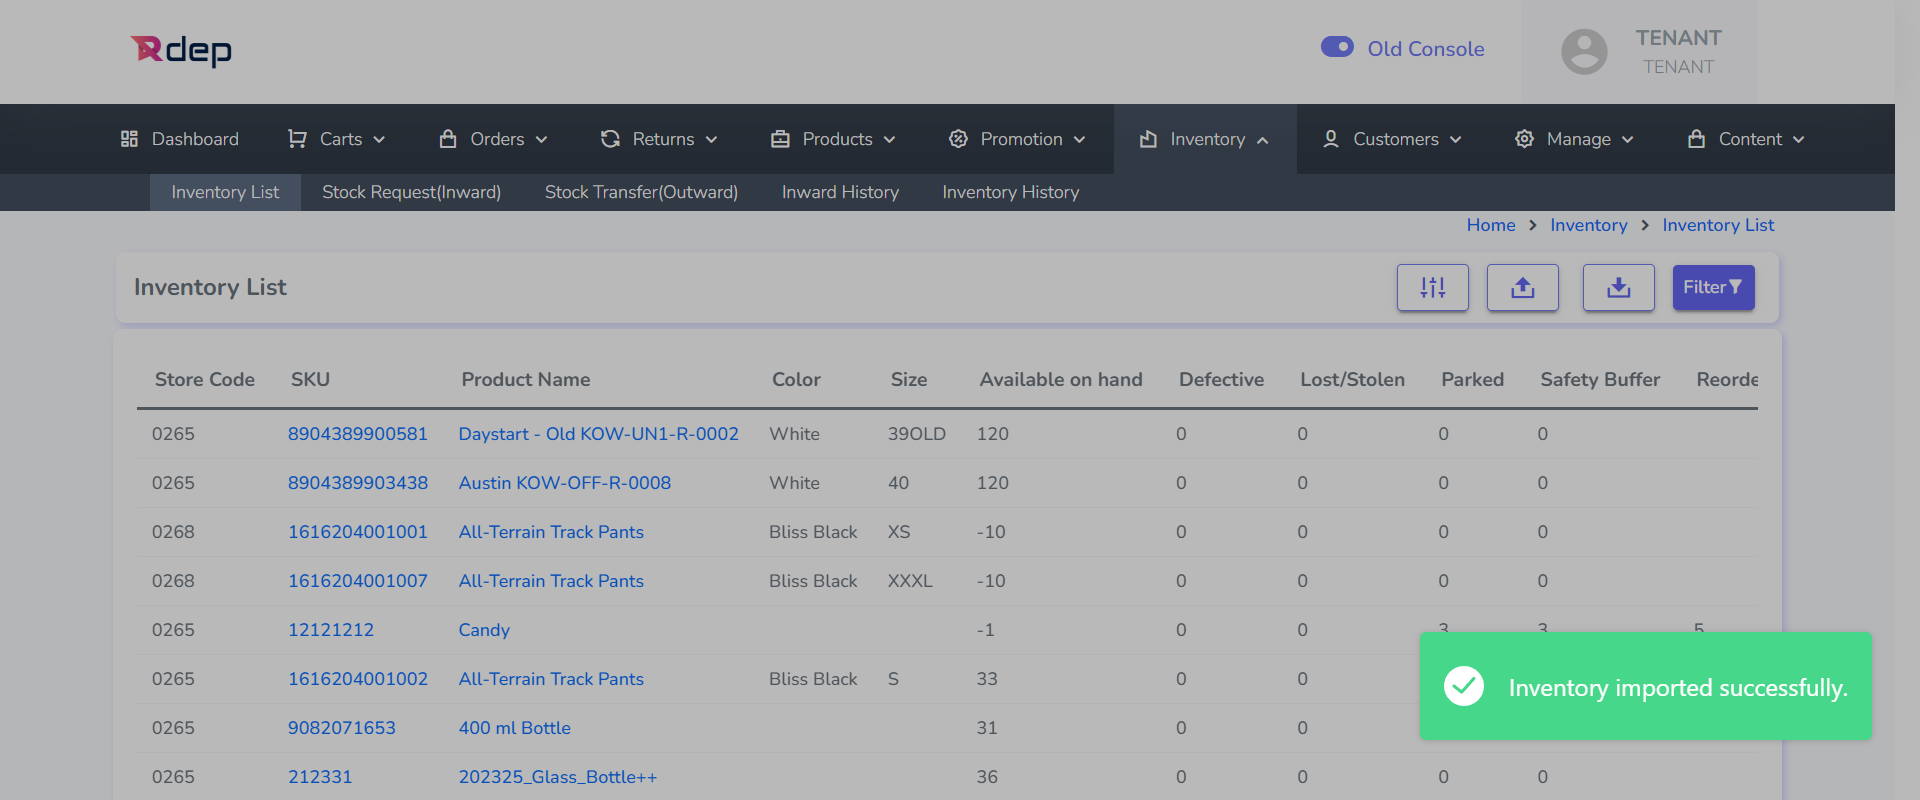 Rdep
Old Console
TENANT
TENANT
Dashboard Carts Orders Returns Products Promotion Inventory Customers Manage Content
Inventory List Stock Request(Inward) Stock Transfer(Outward) Inward History Inventory History
Home > Inventory > Inventory List
Inventory List Filter
Store Code SKU Product Name Color Size Available on hand Defective Lost/Stolen Parked Safety Buffer Reorde
0265 8904389900581 Daystart - Old KOW-UN1-R-0002 White 39OLD 120 0 0 0 0
0265 8904389903438 Austin KOW-OFF-R-0008 White 40 120 0 0 0 0
0268 1616204001001 All-Terrain Track Pants Bliss Black XS -10 0 0 0 0
0268 1616204001007 All-Terrain Track Pants Bliss Black XXXL -10 0 0 0 0
0265 12121212 Candy -1 0 0 3 3 5
0265 1616204001002 All-Terrain Track Pants Bliss Black S 33 0 0
0265 9082071653 400 ml Bottle 31 0 0
0265 212331 202325_Glass_Bottle++ 36 0 0 0 0
Inventory imported successfully.